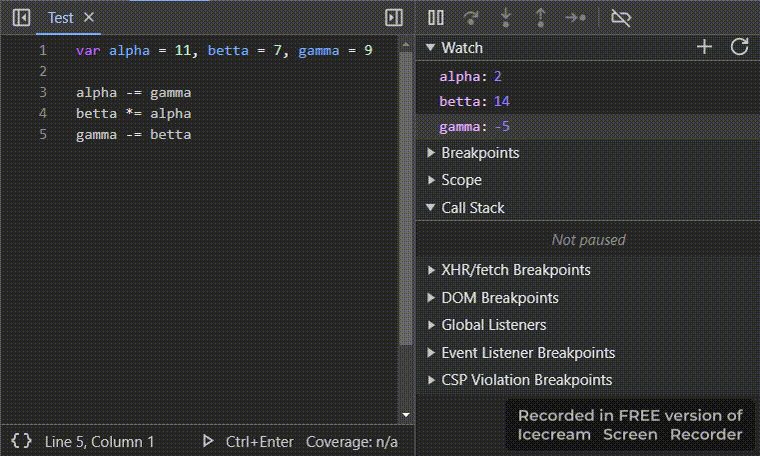 Test
1 var alpha = 11, betta = 7, gamma = 9
2
3 alpha -= gamma
4 betta *= alpha
5 gamma -= betta
{} Line 5, Column 1 Ctrl+Enter Coverage: n/a
Watch
alpha: 2
betta: 14
gamma: -5
Breakpoints
Scope
Call Stack
Not paused
XHR/fetch Breakpoints
DOM Breakpoints
Global Listeners
Event Listener Breakpoints
CSP Violation Breakpoints
Recorded in FREE version of
Icecream Screen Recorder